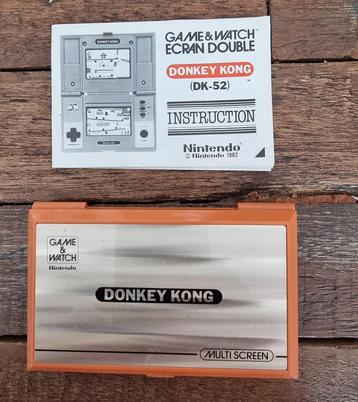 GAME&WATCH
ECRAN DOUBLE
DONKEY KONG
(DK-52)
INSTRUCTION
Nintendo
© Nintendo 1982
GAME
&
WATCH
Nintendo
DONKEY KONG
MULTI SCREEN